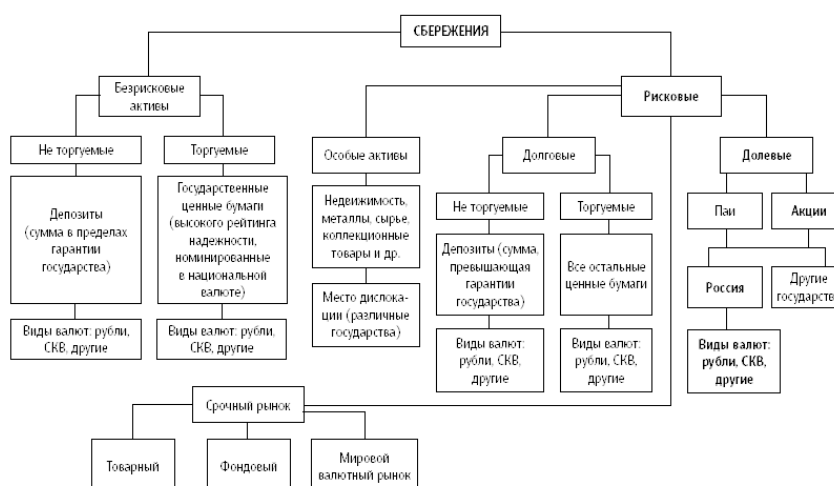 СБЕРЕЖЕНИЯ
Безрисковые
активы
Рисковые
Не торгуемые
Торгуемые
Особые активы
Долговые
Долевые
Депозиты
(сумма в пределах
гарантии
государства)
Государственные
ценные бумаги
(высокого рейтинга
надежности,
номинированные
в национальной
валюте)
Недвижимость,
металлы, сырье,
коллекционные
товары и др.
Не торгуемые
Торгуемые
Паи
Акции
Депозиты (сумма,
превышающая
гарантии
государства)
Все остальные
ценные бумаги
Россия
Другие
государств
Место дислока-
ции (различные
государства)
Виды валют: рубли,
СКВ, другие
Виды валют: рубли,
СКВ, другие
Виды валют:
рубли, СКВ,
другие
Виды валют:
рубли, СКВ,
другие
Виды валют:
рубли, СКВ,
другие
Срочный рынок
Товарный
Фондовый
Мировой
валютный рынок